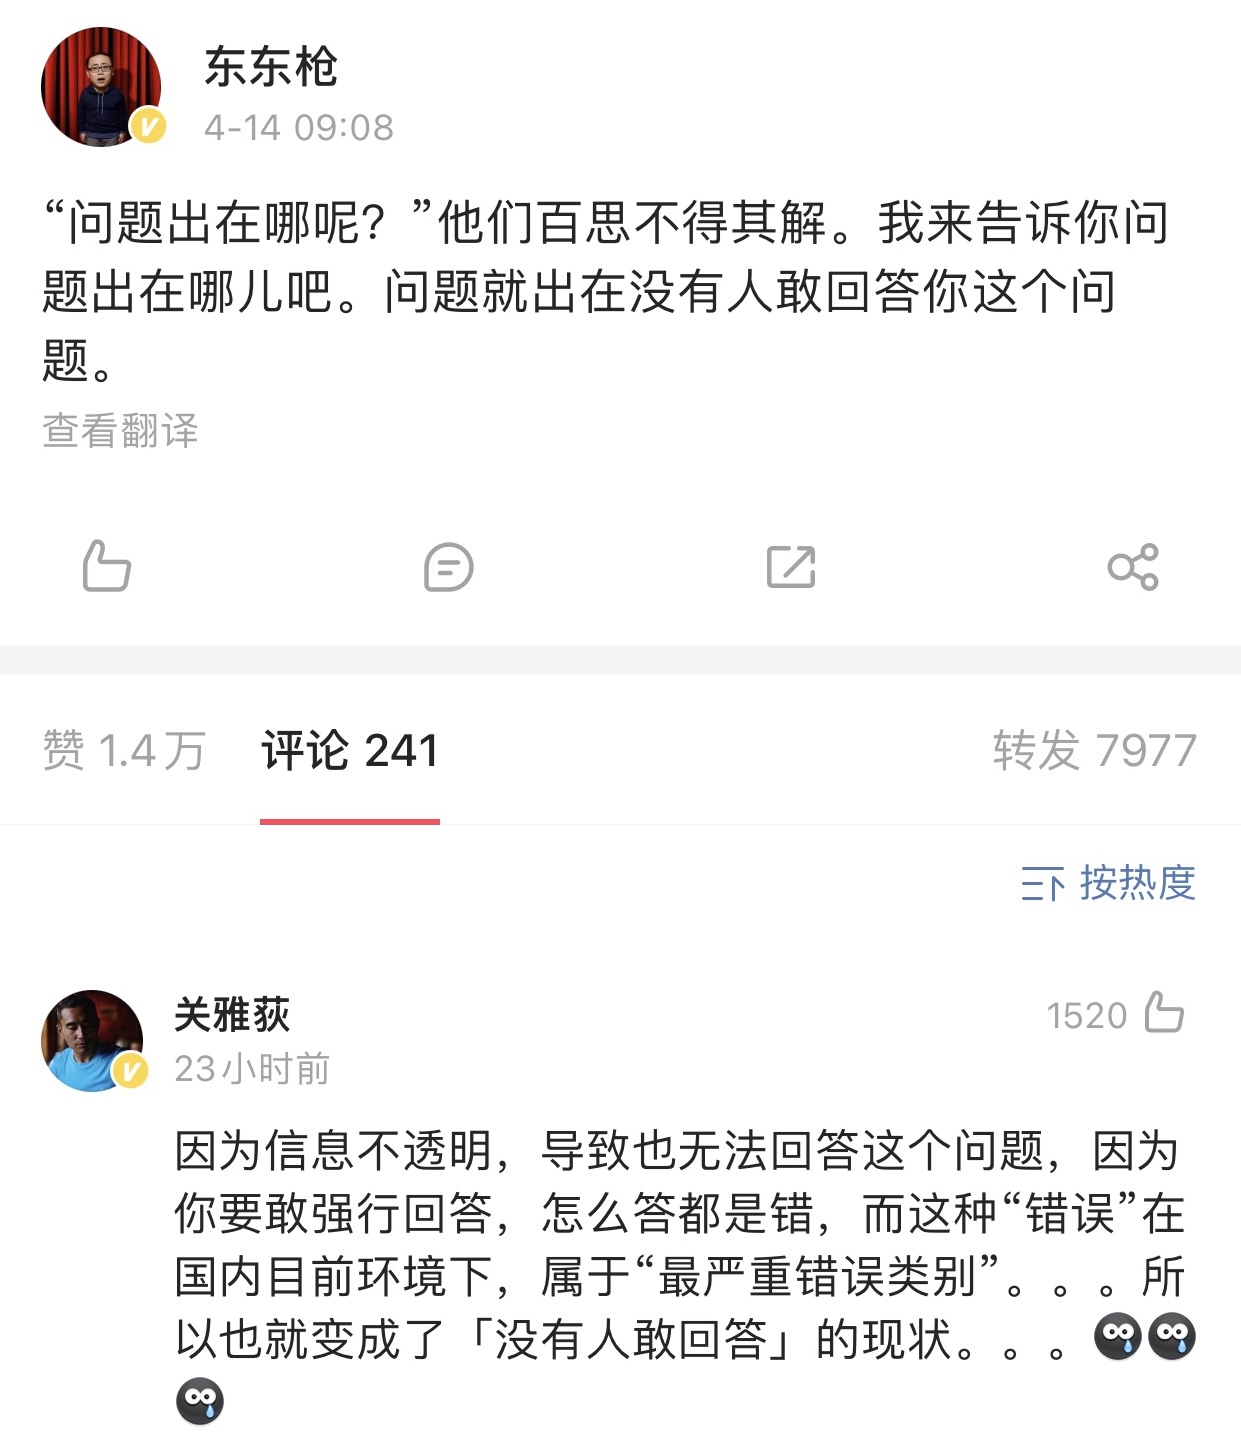 东东枪
4-14 09:08
“问题出在哪呢？”他们百思不得其解。我来告诉你问
题出在哪儿吧。问题就出在没有人敢回答你这个问
题。
查看翻译
赞 1.4万 评论 241 转发 7977
按热度
关雅荻 1520
23小时前
因为信息不透明，导致也无法回答这个问题，因为
你要敢强行回答，怎么答都是错，而这种“错误”在
国内目前环境下，属于“最严重错误类别”。。。所
以也就变成了「没有人敢回答」的现状。。。